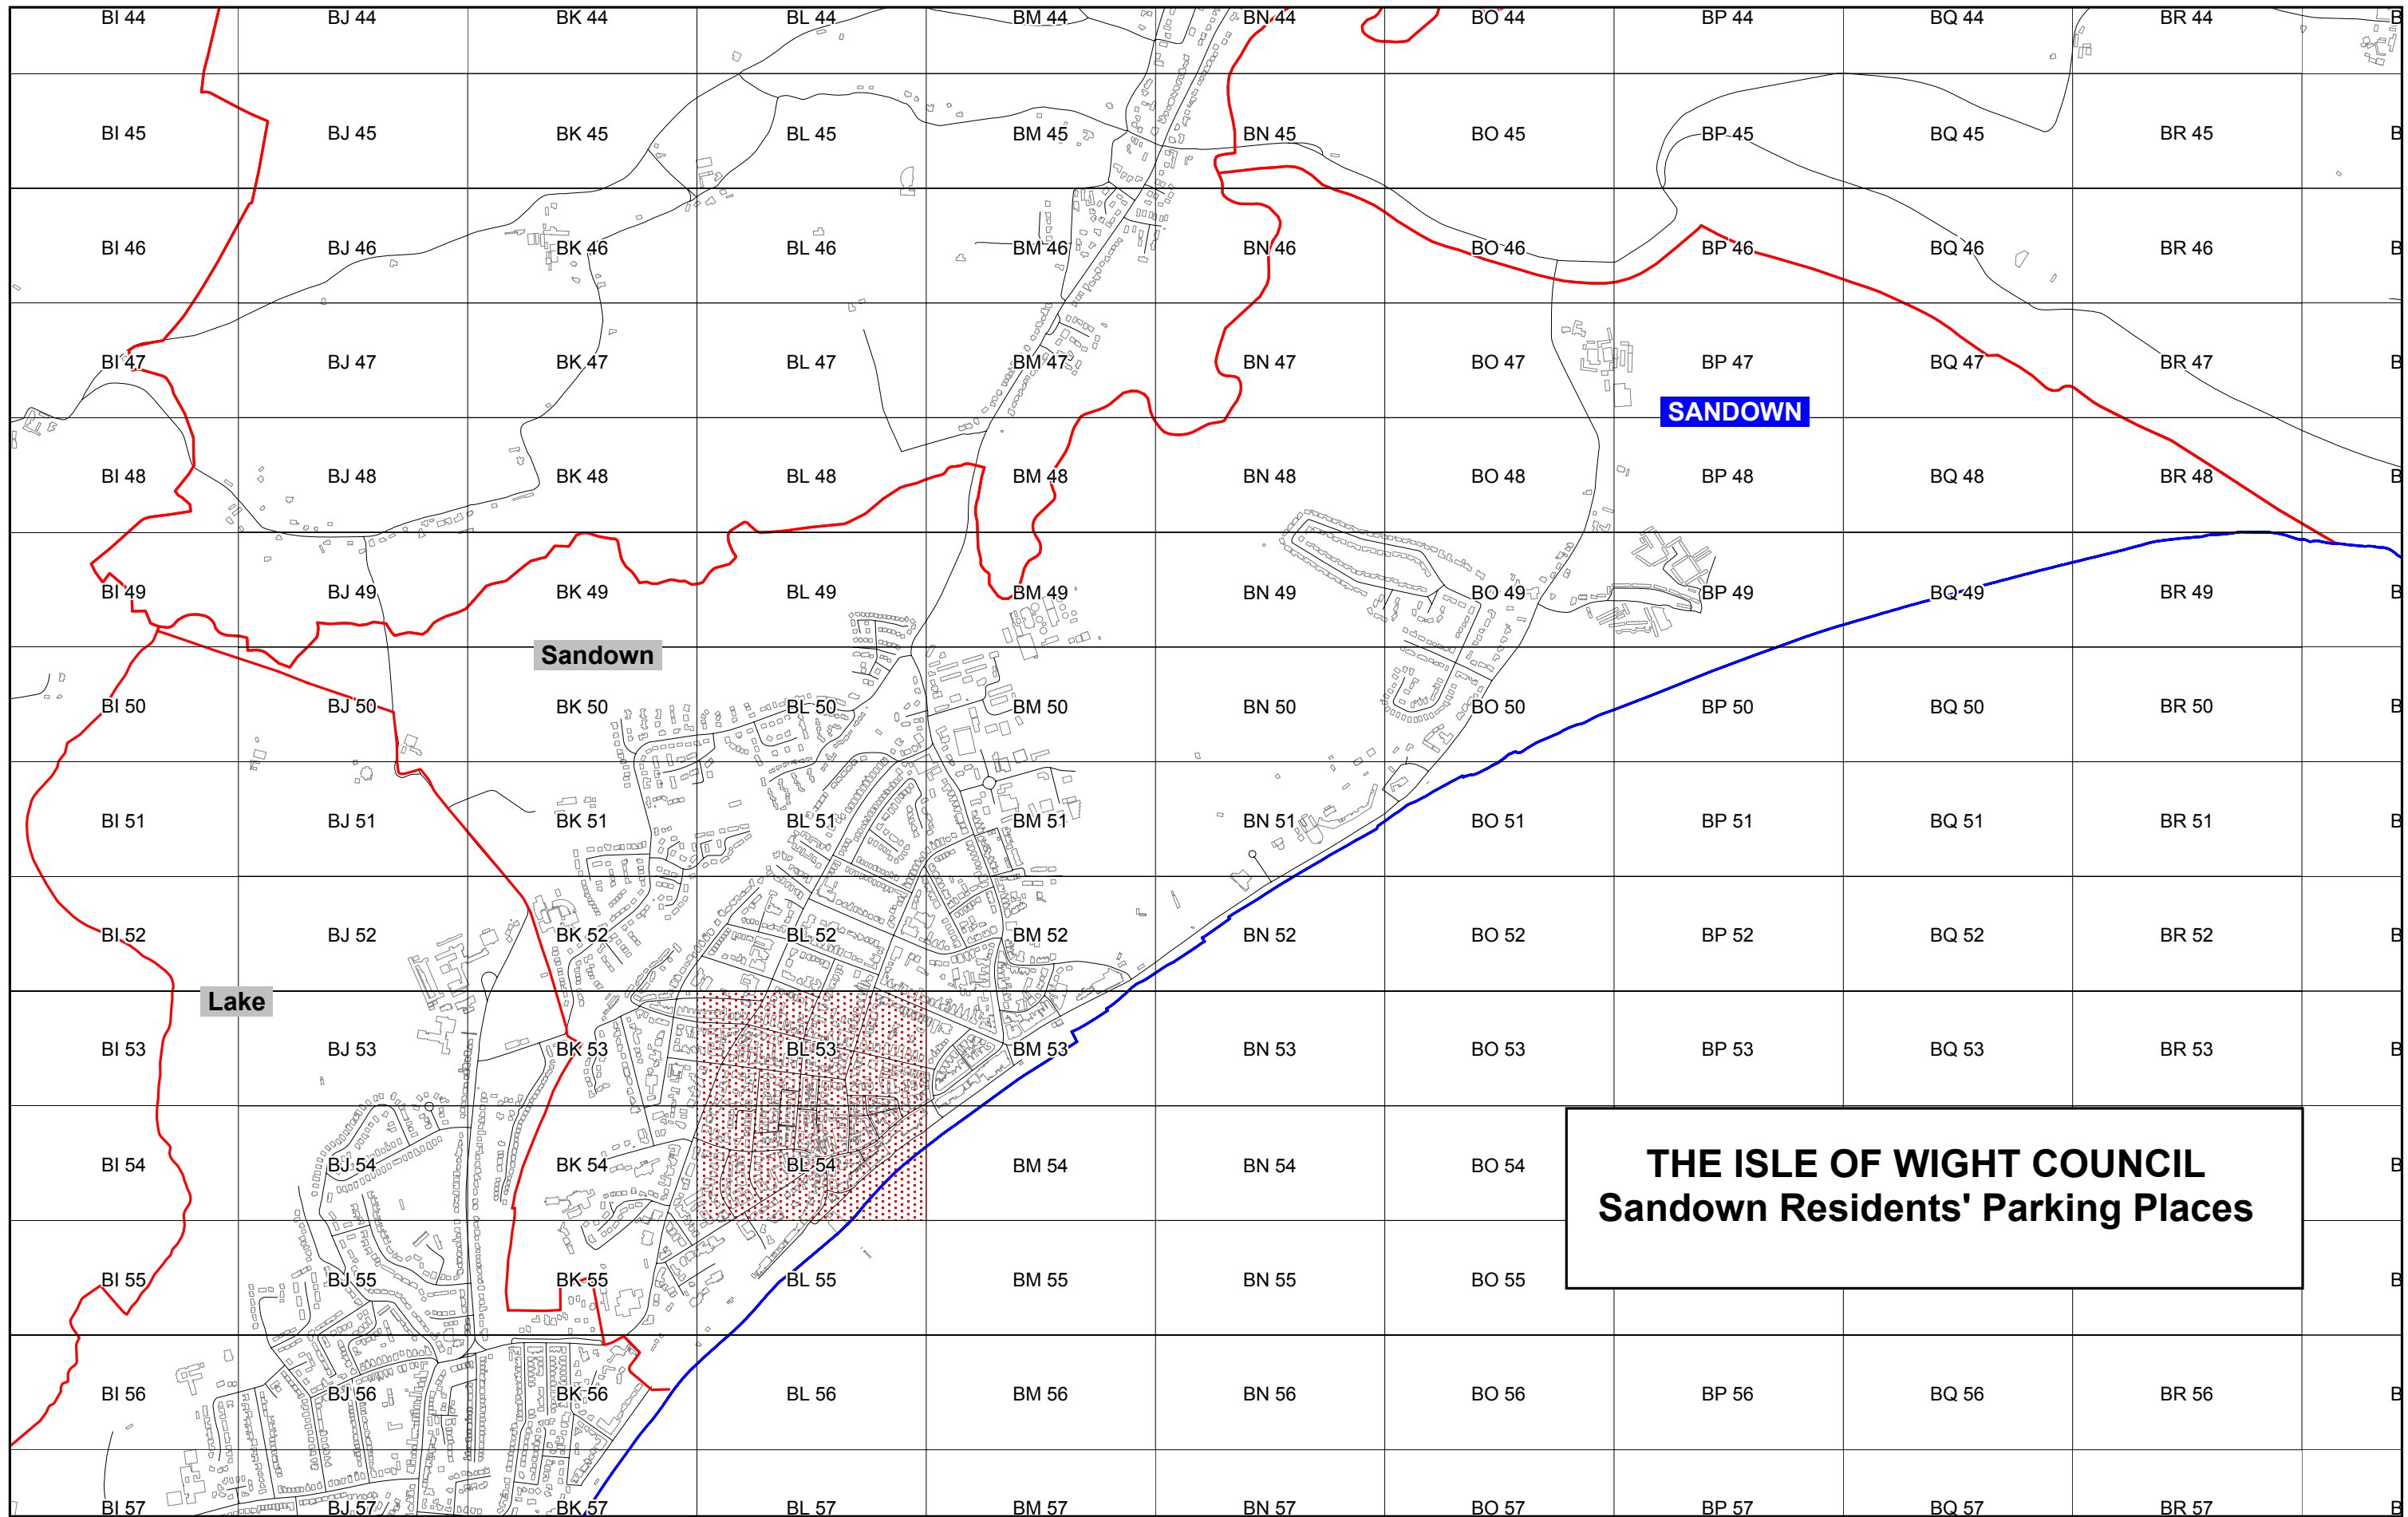 BI 44 BJ 44 BK 44 BL 44 BM 44 BN 44 BO 44 BP 44 BQ 44 BR 44 B
BI 45 BJ 45 BK 45 BL 45 BM 45 BN 45 BO 45 BP 45 BQ 45 BR 45 B
BI 46 BJ 46 BK 46 BL 46 BM 46 BN 46 BO 46 BP 46 BQ 46 BR 46 B
BI 47 BJ 47 BK 47 BL 47 BM 47 BN 47 BO 47 BP 47 BQ 47 BR 47 B
SANDOWN
BI 48 BJ 48 BK 48 BL 48 BM 48 BN 48 BO 48 BP 48 BQ 48 BR 48 B
BI 49 BJ 49 BK 49 BL 49 BM 49 BN 49 BO 49 BP 49 BQ 49 BR 49 B
Sandown
BI 50 BJ 50 BK 50 BL 50 BM 50 BN 50 BO 50 BP 50 BQ 50 BR 50 B
BI 51 BJ 51 BK 51 BL 51 BM 51 BN 51 BO 51 BP 51 BQ 51 BR 51 B
BI 52 BJ 52 BK 52 BL 52 BM 52 BN 52 BO 52 BP 52 BQ 52 BR 52 B
Lake
BI 53 BJ 53 BK 53 BL 53 BM 53 BN 53 BO 53 BP 53 BQ 53 BR 53 B
BI 54 BJ 54 BK 54 BL 54 BM 54 BN 54 BO 54 B
THE ISLE OF WIGHT COUNCIL
Sandown Residents' Parking Places
BI 55 BJ 55 BK 55 BL 55 BM 55 BN 55 BO 55 B
BI 56 BJ 56 BK 56 BL 56 BM 56 BN 56 BO 56 BP 56 BQ 56 BR 56 B
BI 57 BJ 57 BK 57 BL 57 BM 57 BN 57 BO 57 BP 57 BQ 57 BR 57 B